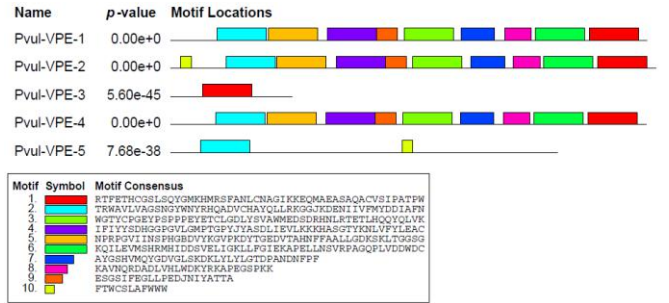 Name p-value Motif Locations
Pvul-VPE-1 0.00e+0
Pvul-VPE-2 0.00e+0
Pvul-VPE-3 5.60e-45
Pvul-VPE-4 0.00e+0
Pvul-VPE-5 7.68e-38
Motif Symbol Motif Consensus
1. RTFETHCGSLSQYGMKHMRSFANLCNAGIKKEQMAEASAQACVSIPATPW
2. TRWAVLVAGSNGYWNYRHQADVCHAYQLLRKGGJKDENIIVFMYDDIAFN
3. WGTYCPGEYPSPPPEYETCLGDLYSVAWMEDSDRHNLRTETLHQQYQLVK
4. IFIYYSDHGGPGVLGMPTGPYJYASDLIEVLKKKHASGTYKNLVFYLEAC
5. NPRPGVIINSPHGBDVYKGVPKDYTGEDVTAHNFFAALLGDKSKLTGGSG
6. KQILEVMSHRMHIDDSVELIGKLLFGIEKAPELLNSVRPAGQPLVDDWDC
7. AYGSHVMQYGDVGLSKDKLYLYLGTDPANDNFPF
8. KAVNQRDADLVHLWDKYRKAPEGSPKK
9. ESGSIFEGLLPEDJNIYATTA
10. FTWCSLAFWWW